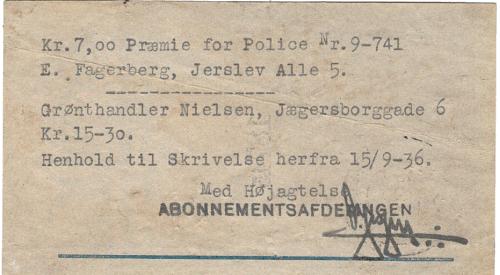 Kr.7,oo Præmie for Police Nr.9-741
E. Fagerberg, Jerslev Alle 5.
----------------
Grønthandler Nielsen, Jægersborggade 6
Kr.15-30.
Henhold til Skrivelse herfra 15/9-36.
Med Højagtelse
ABONNEMENTSAFDELINGEN